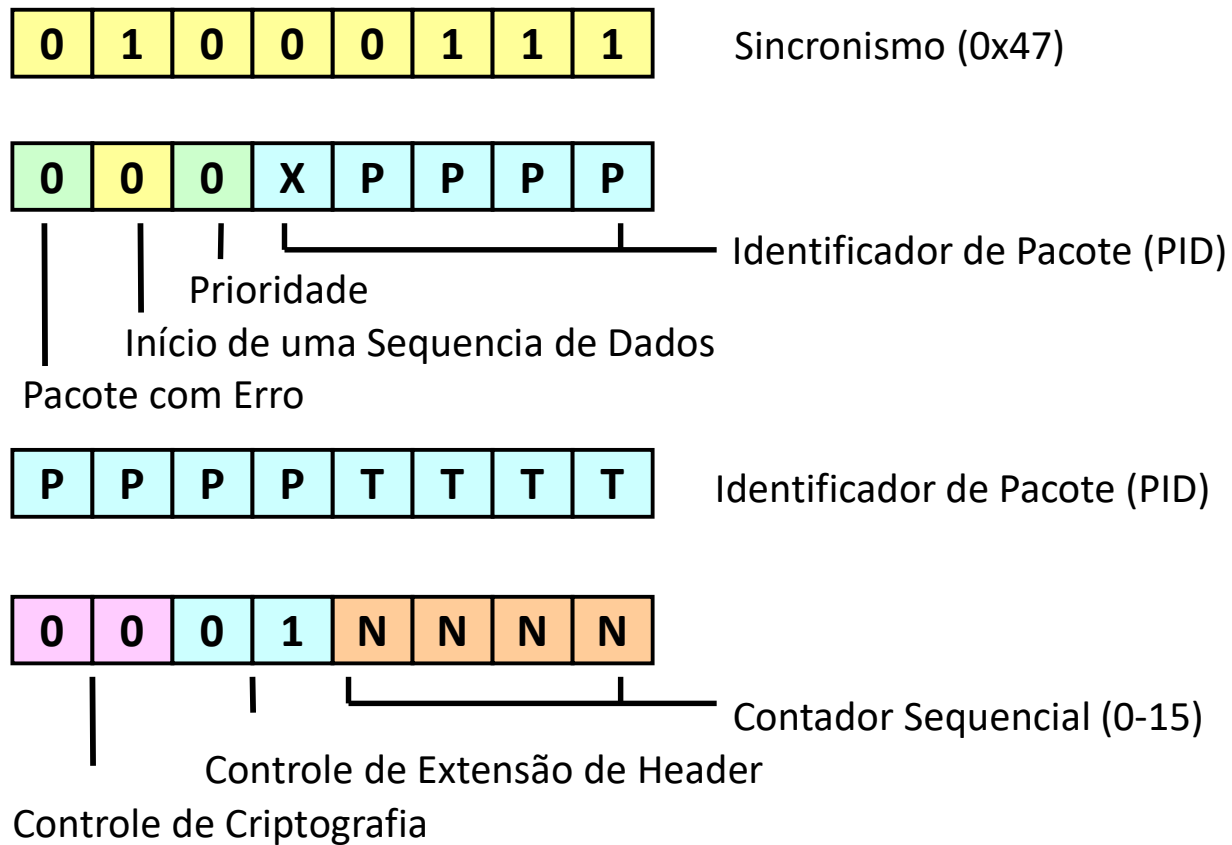 0 1 0 0 0 1 1 1 Sincronismo (0x47)
0 0 0 X P P P P
Identificador de Pacote (PID)
Prioridade
Início de uma Sequencia de Dados
Pacote com Erro
P P P P T T T T Identificador de Pacote (PID)
0 0 0 1 N N N N
Contador Sequencial (0-15)
Controle de Extensão de Header
Controle de Criptografia